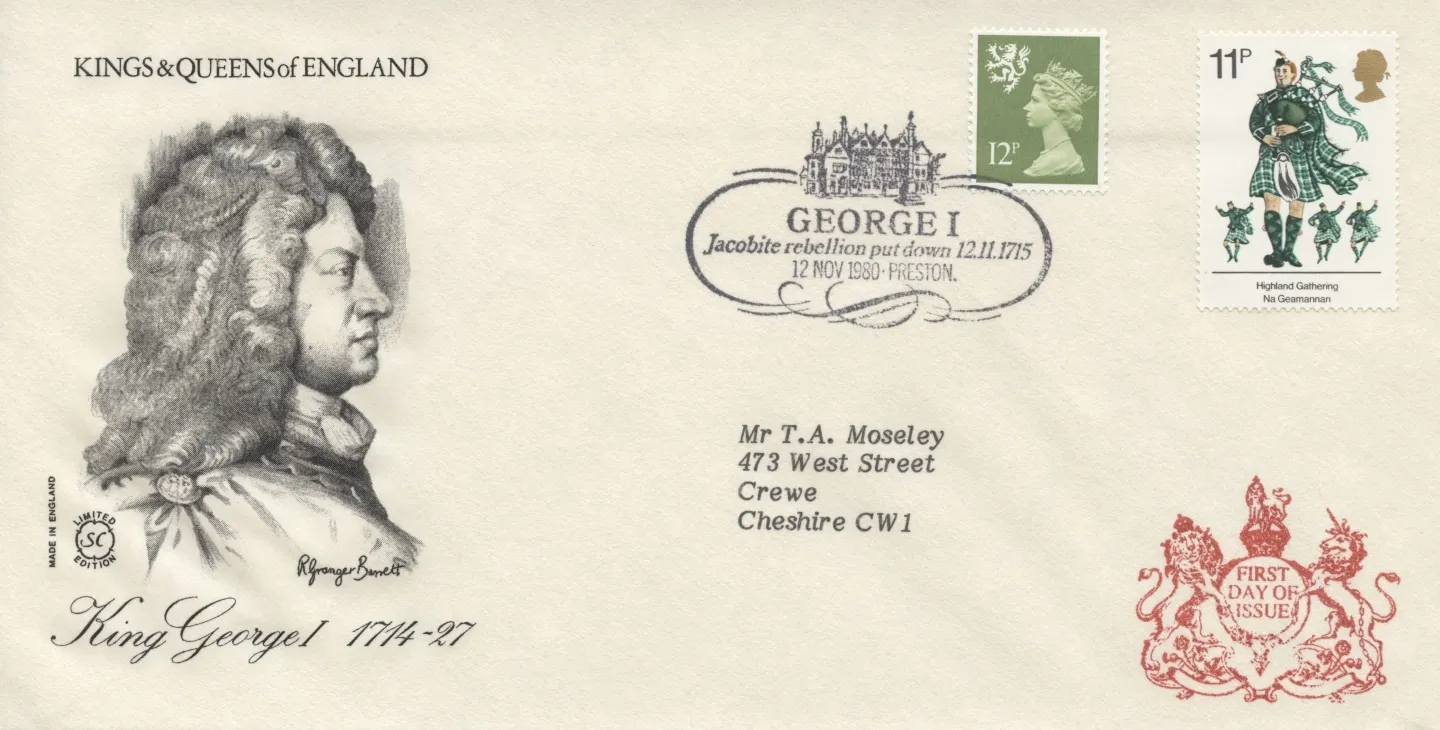 KINGS & QUEENS of ENGLAND
12P
11P
Highland Gathering
Na Geamannan
GEORGE I
Jacobite rebellion put down 12.11.1715
12 NOV 1980 · PRESTON.
Mr T.A. Moseley
473 West Street
Crewe
Cheshire CW1
MADE IN ENGLAND
LIMITED
SC
EDITION
R Granger Barrett
King George I 1714-27
FIRST
DAY OF
ISSUE